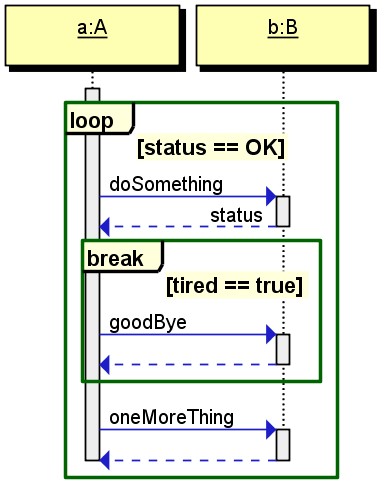 a:A
b:B
loop
[status == OK]
doSomething
status
break
[tired == true]
goodBye
oneMoreThing